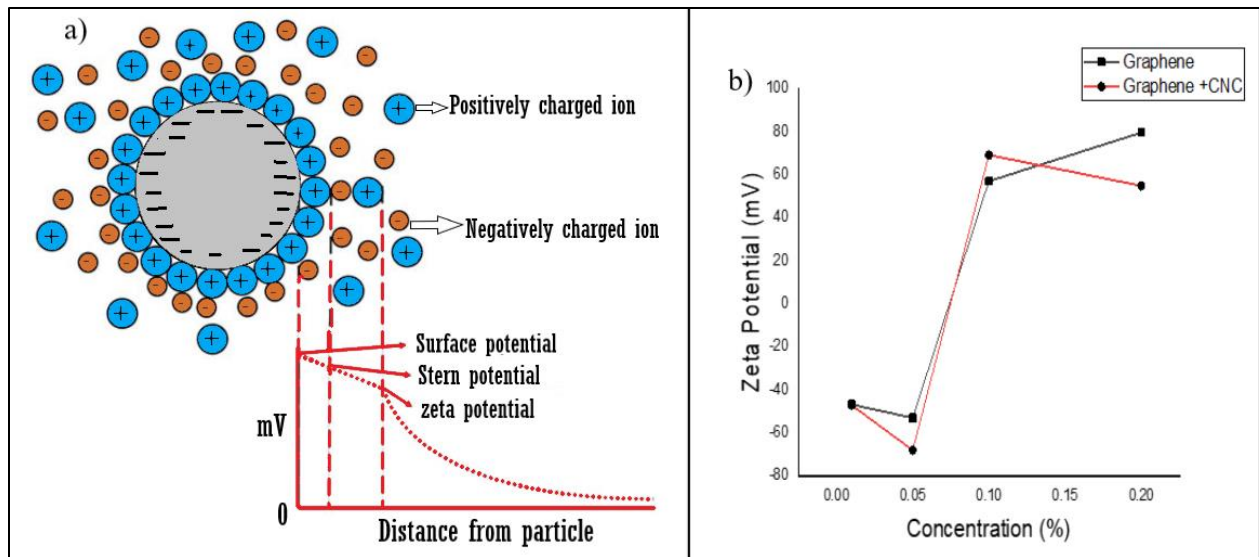 a)
Positively charged ion
Negatively charged ion
Surface potential
Stern potential
zeta potential
mV
0
Distance from particle
b)
Graphene
Graphene +CNC
Zeta Potential (mV)
100
80
60
40
20
0
-20
-40
-60
-80
0.00 0.05 0.10 0.15 0.20
Concentration (%)